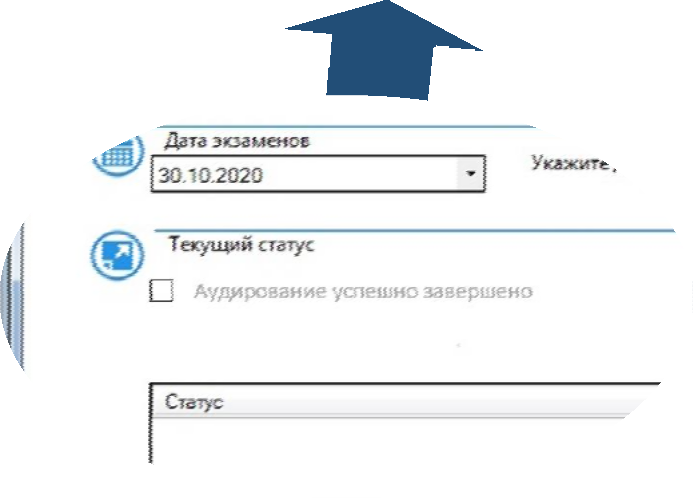 Дата экзаменов
30.10.2020
Укажите,
Текущий статус
Аудирование успешно завершено
Статус